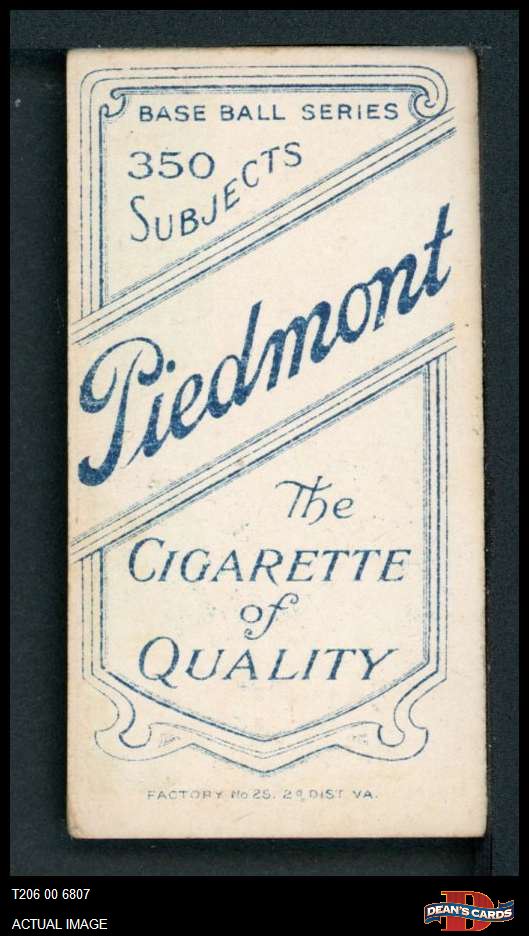 BASE BALL SERIES
350
SUBJECTS
Piedmont
The
CIGARETTE
of
QUALITY
FACTORY No 25. 2ⁿᵈ DIST VA.
T206 00 6807
ACTUAL IMAGE
D
DEAN'S CARDS